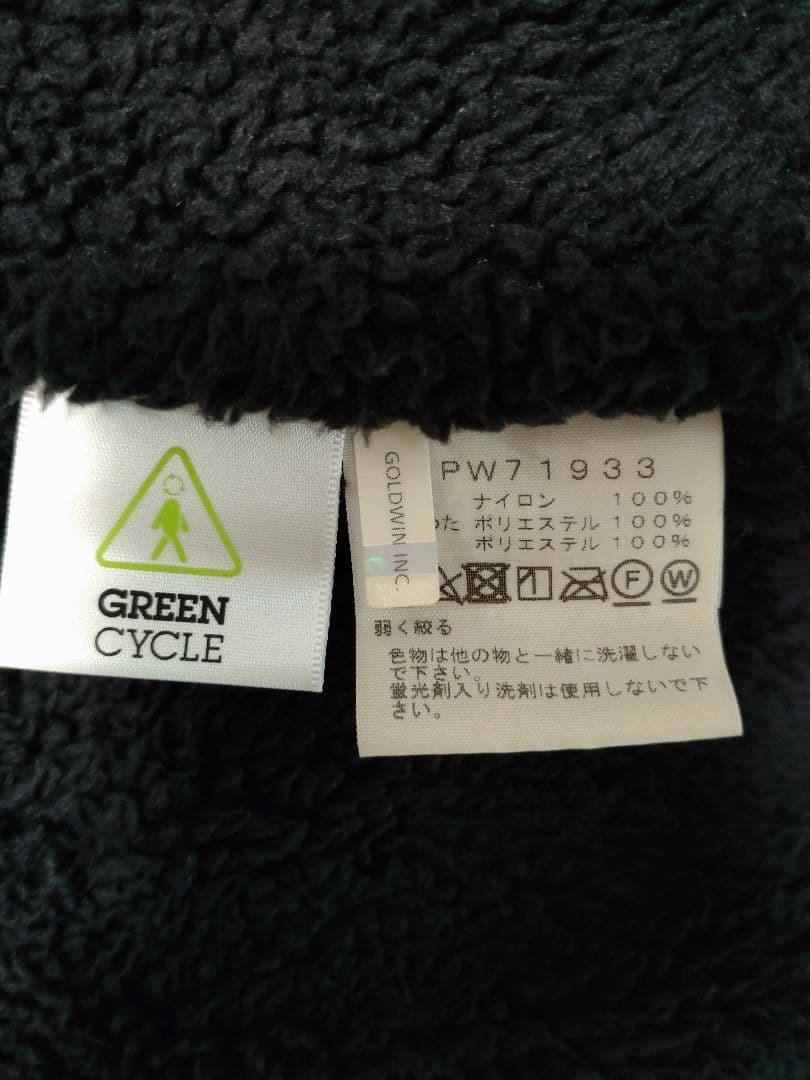 GREEN
CYCLE
GOLDWIN INC.
PW71933
ナイロン 100%
わた ポリエステル 100%
ポリエステル 100%
F W
弱く絞る
色物は他の物と一緒に洗濯しない
で下さい。
蛍光剤入り洗剤は使用しないで下
さい。